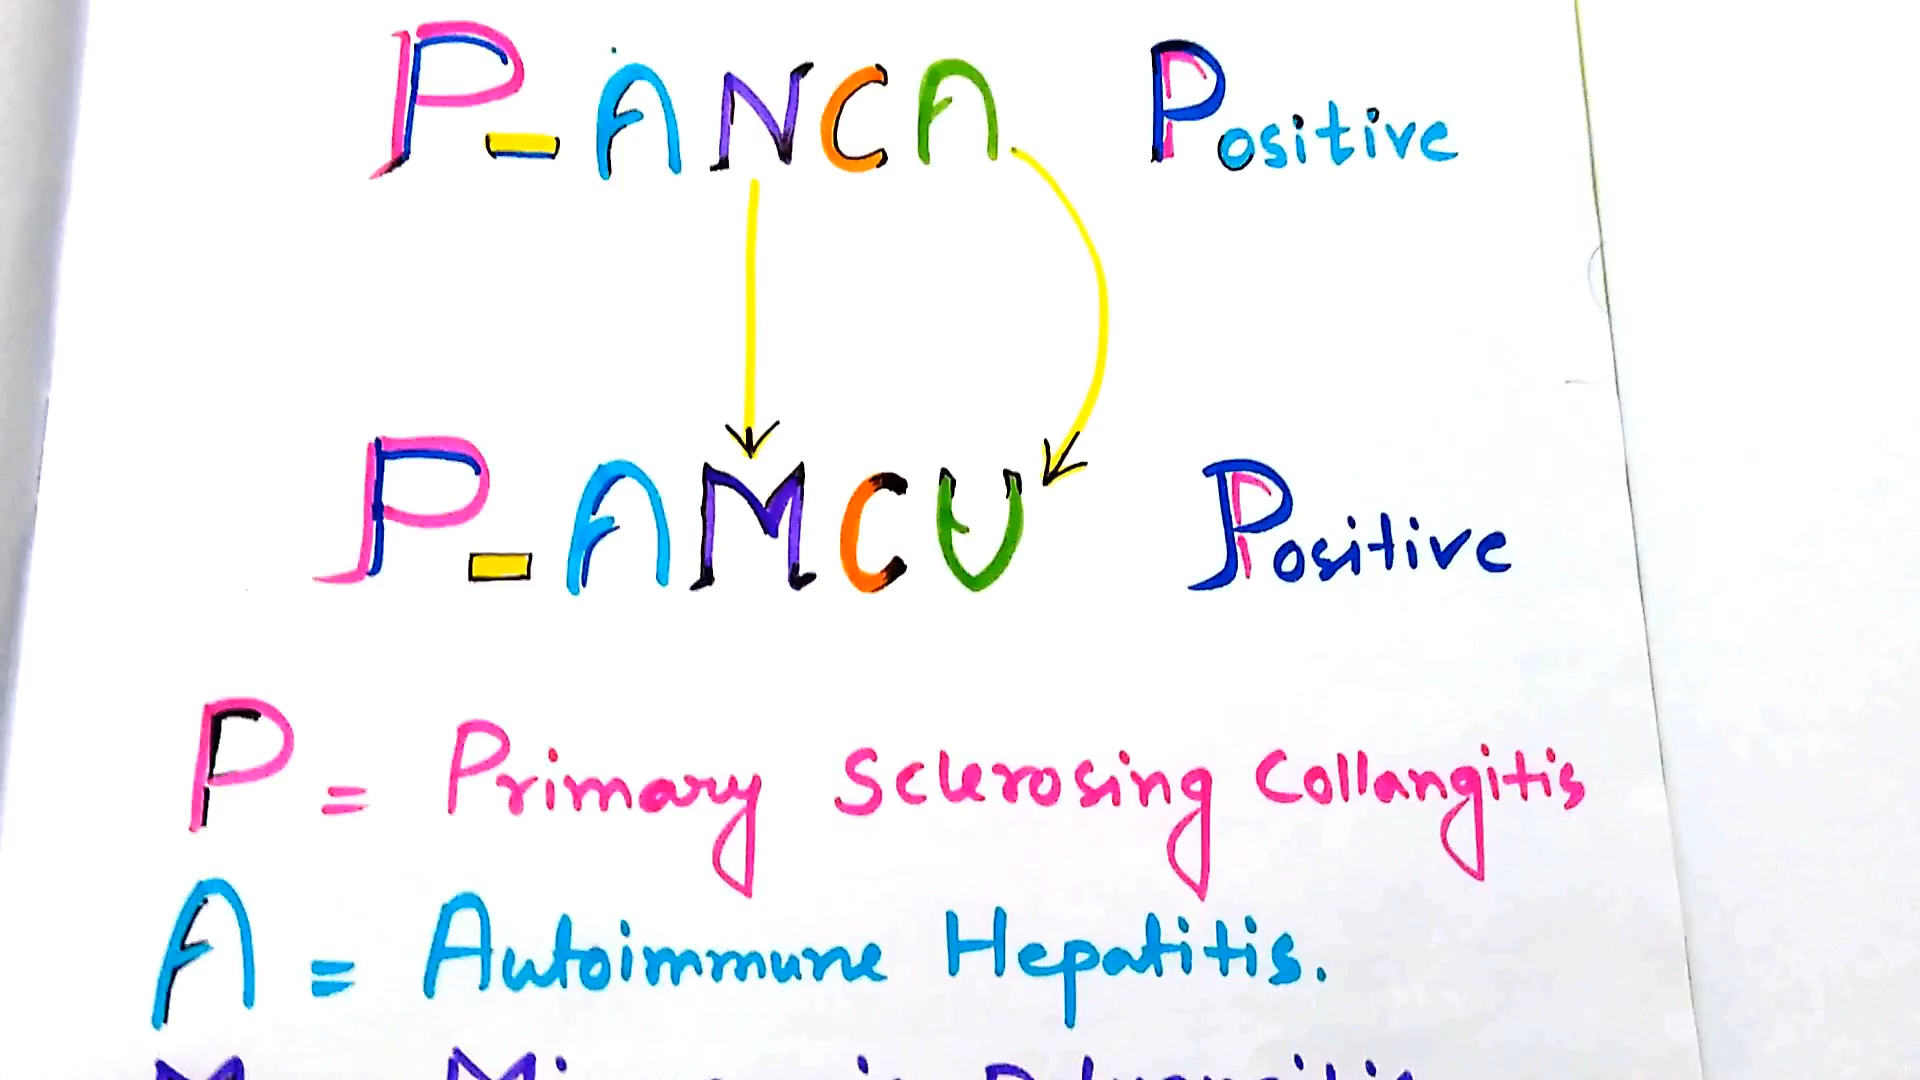 P-ANCA Positive
P-AMCU Positive
P = Primary Sclerosing Collangitis
A = Autoimmune Hepatitis.